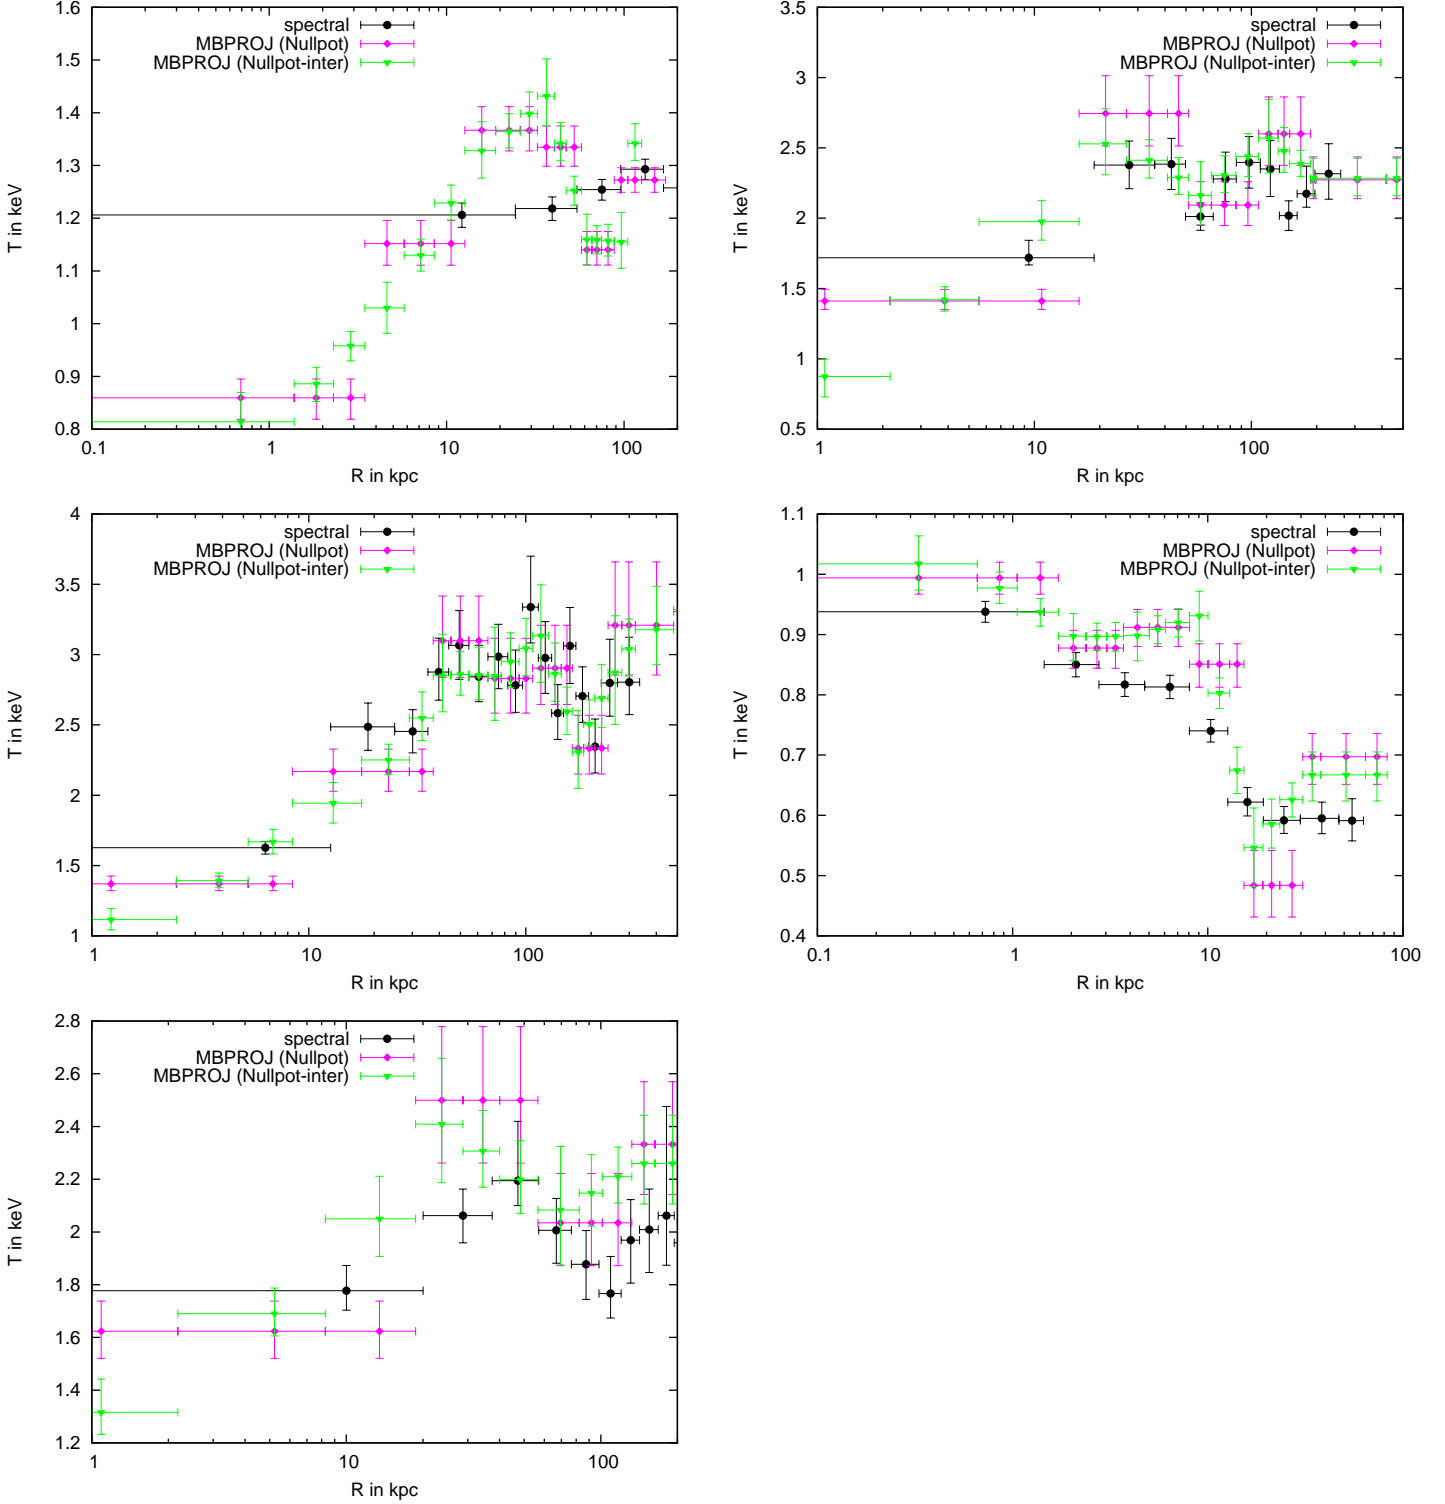 spectral
MBPROJ (Nullpot)
MBPROJ (Nullpot-inter)
T in keV
1.6
1.5
1.4
1.3
1.2
1.1
1
0.9
0.8
0.1 1 10 100
R in kpc
spectral
MBPROJ (Nullpot)
MBPROJ (Nullpot-inter)
T in keV
3.5
3
2.5
2
1.5
1
0.5
1 10 100
R in kpc
spectral
MBPROJ (Nullpot)
MBPROJ (Nullpot-inter)
T in keV
4
3.5
3
2.5
2
1.5
1
1 10 100
R in kpc
spectral
MBPROJ (Nullpot)
MBPROJ (Nullpot-inter)
T in keV
1.1
1
0.9
0.8
0.7
0.6
0.5
0.4
0.1 1 10 100
R in kpc
spectral
MBPROJ (Nullpot)
MBPROJ (Nullpot-inter)
T in keV
2.8
2.6
2.4
2.2
2
1.8
1.6
1.4
1.2
1 10 100
R in kpc